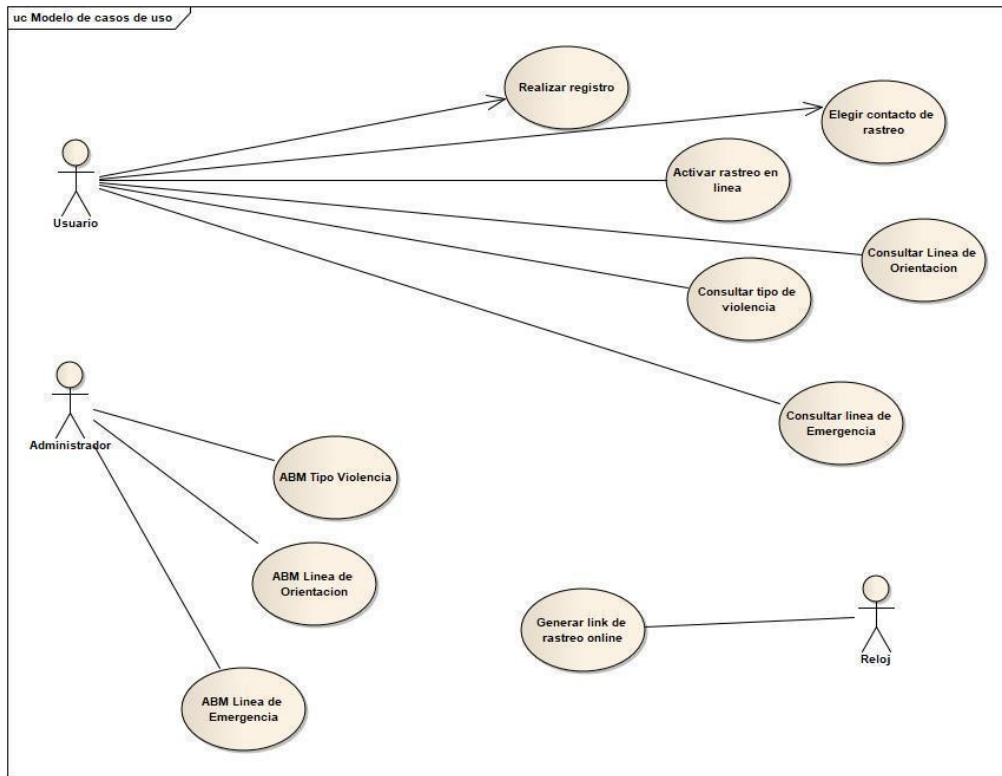 uc Modelo de casos de uso
Realizar registro
Elegir contacto de
rastreo
Activar rastreo en
linea
Usuario
Consultar Linea de
Orientacion
Consultar tipo de
violencia
Consultar linea de
Emergencia
Administrador
ABM Tipo Violencia
ABM Linea de
Orientacion
Generar link de
rastreo online
Reloj
ABM Linea de
Emergencia